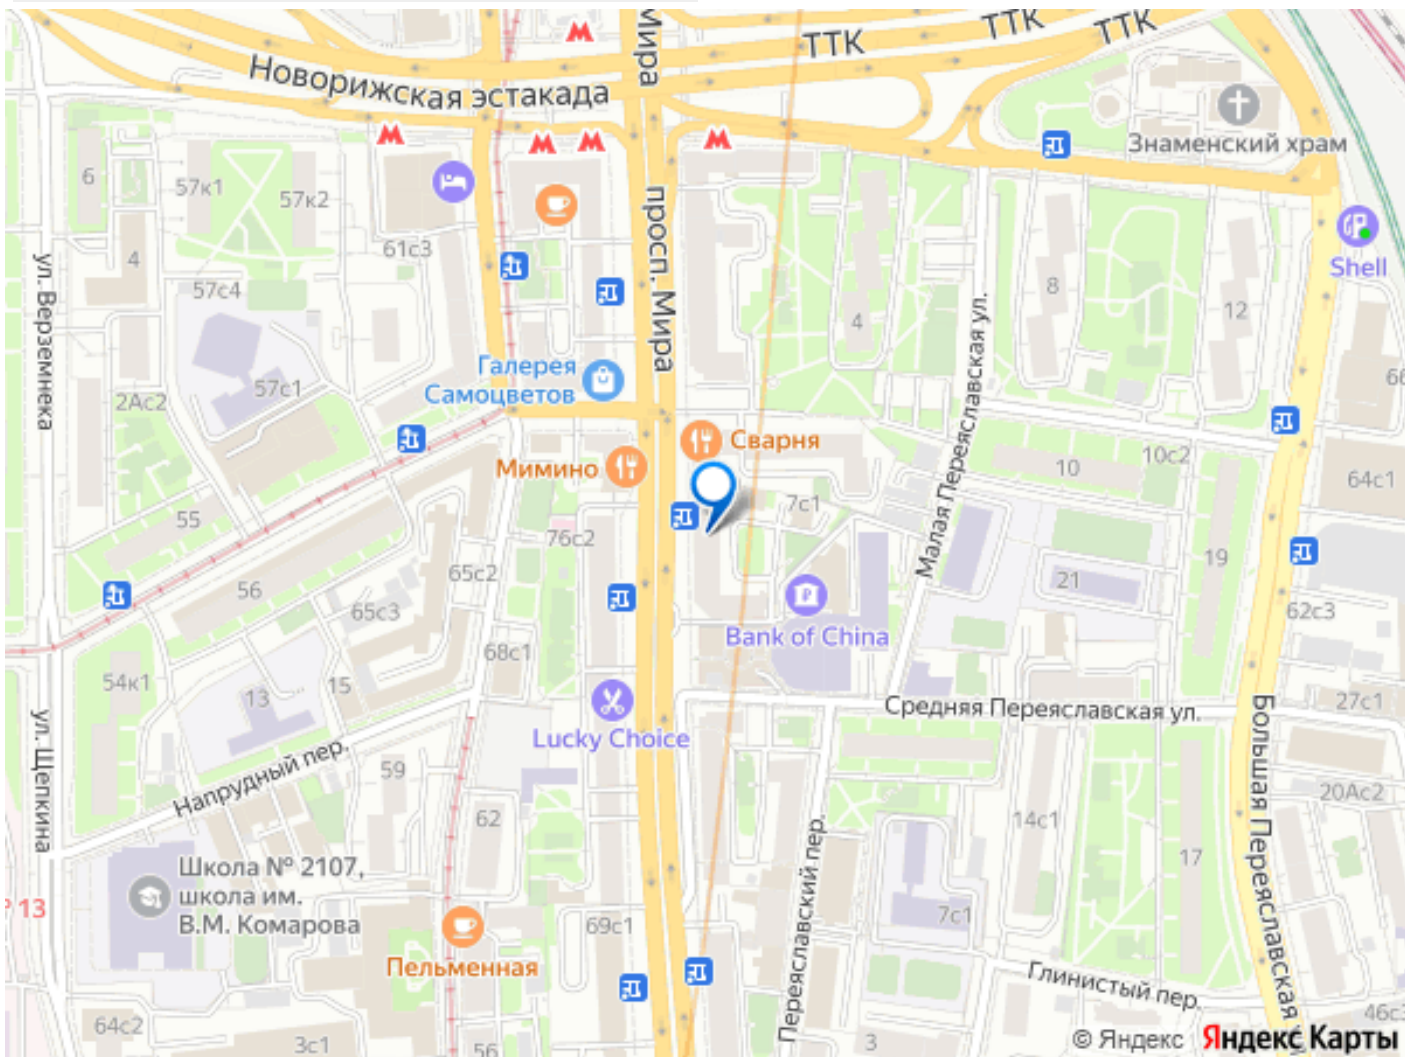 Мира
ТТК
ТТК
ТТК
Новорижская эстакада
Знаменский храм
6
57к1
57к2
61с3
4
57с4
просп. Мира
Shell
8
12
4
ул. Верземнека
Малая Переяславская ул.
Галерея
Самоцветов
57с1
2Ас2
66
Сварня
Мимино
10
10с2
64с1
7с1
55
76с2
56
65с2
65с3
21
19
62с3
Bank of China
68с1
54к1
13
15
27с1
Средняя Переяславская ул.
Lucky Choice
ул. Щепкина
Напрудный пер.
59
62
14с1
20Ас2
17
Большая Переяславская
Переяславский пер.
Школа № 2107,
школа им.
В.М. Комарова
Р 13
69с1
7с1
Пельменная
Глинистый пер.
64с2
3с1
56
3
46с3
© Яндекс Яндекс Карты